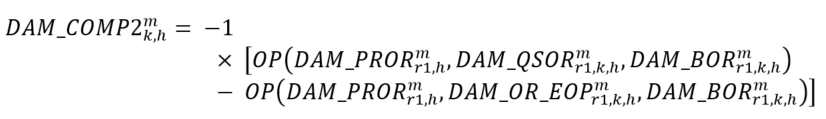 DAM_COMP2^m_{k,h} = −1
× [OP(DAM_PROR^m_{r1,h}, DAM_QSOR^m_{r1,k,h}, DAM_BOR^m_{r1,k,h})
− OP(DAM_PROR^m_{r1,h}, DAM_OR_EOP^m_{r1,k,h}, DAM_BOR^m_{r1,k,h})]